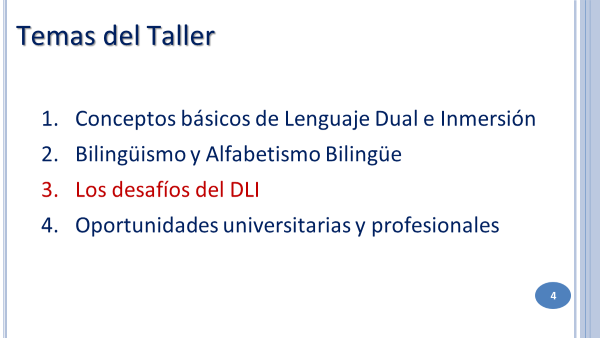 Temas del Taller
1. Conceptos básicos de Lenguaje Dual e Inmersión
2. Bilingüismo y Alfabetismo Bilingüe
3. Los desafíos del DLI
4. Oportunidades universitarias y profesionales
4